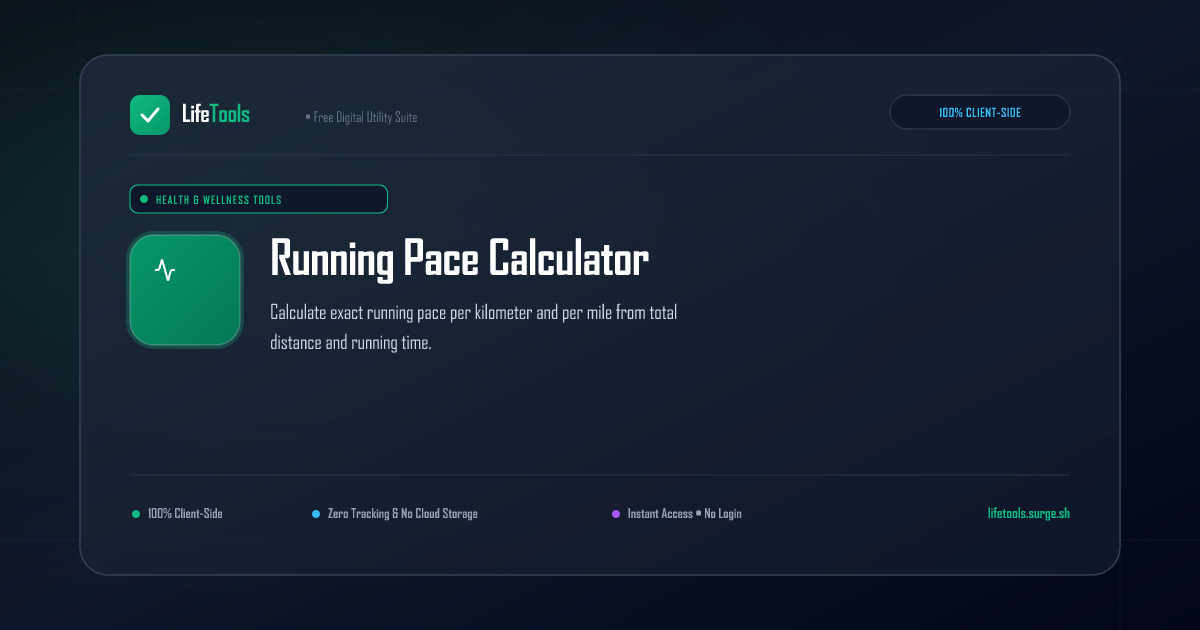 LifeTools
▪ Free Digital Utility Suite
100% CLIENT-SIDE
HEALTH & WELLNESS TOOLS
Running Pace Calculator
Calculate exact running pace per kilometer and per mile from total
distance and running time.
100% Client-Side
Zero Tracking & No Cloud Storage
Instant Access ▪ No Login
lifetools.surge.sh